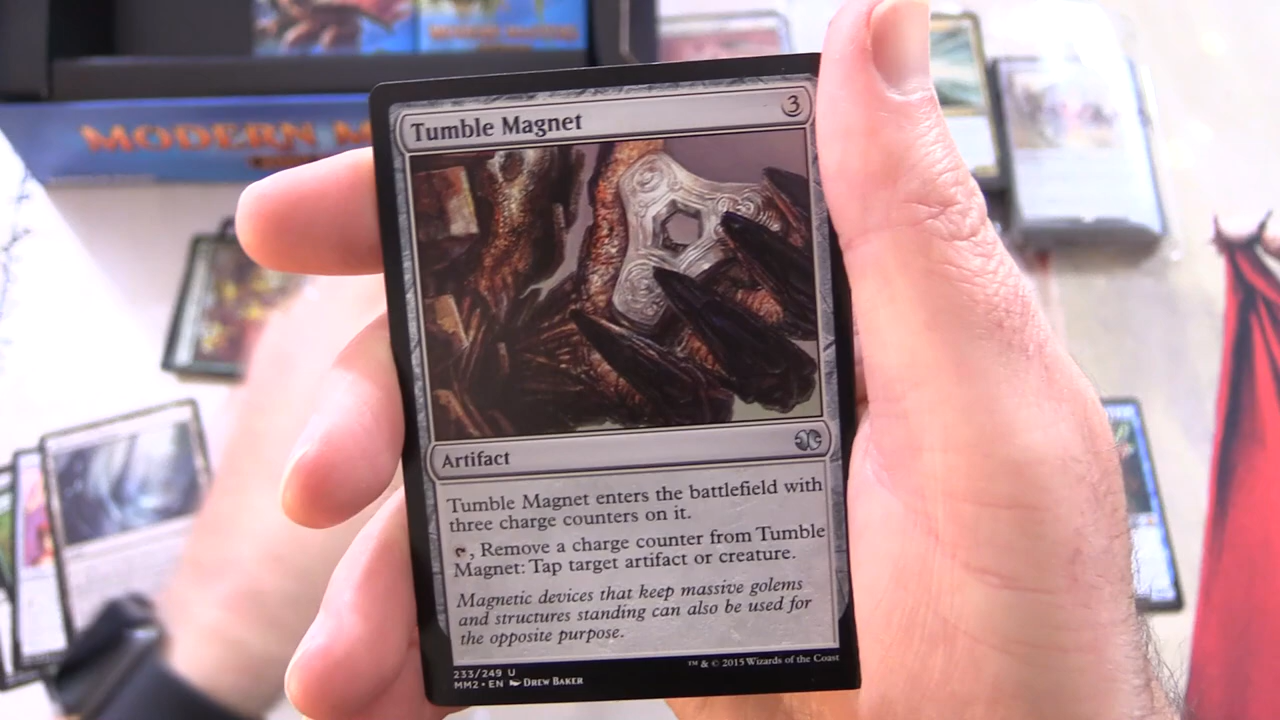 MODERN M
Tumble Magnet
3
Artifact
Tumble Magnet enters the battlefield with
three charge counters on it.
, Remove a charge counter from Tumble
Magnet: Tap target artifact or creature.
Magnetic devices that keep massive golems
and structures standing can also be used for
the opposite purpose.
233/249 U
MM2 • EN DREW BAKER
™ & © 2015 Wizards of the Coast